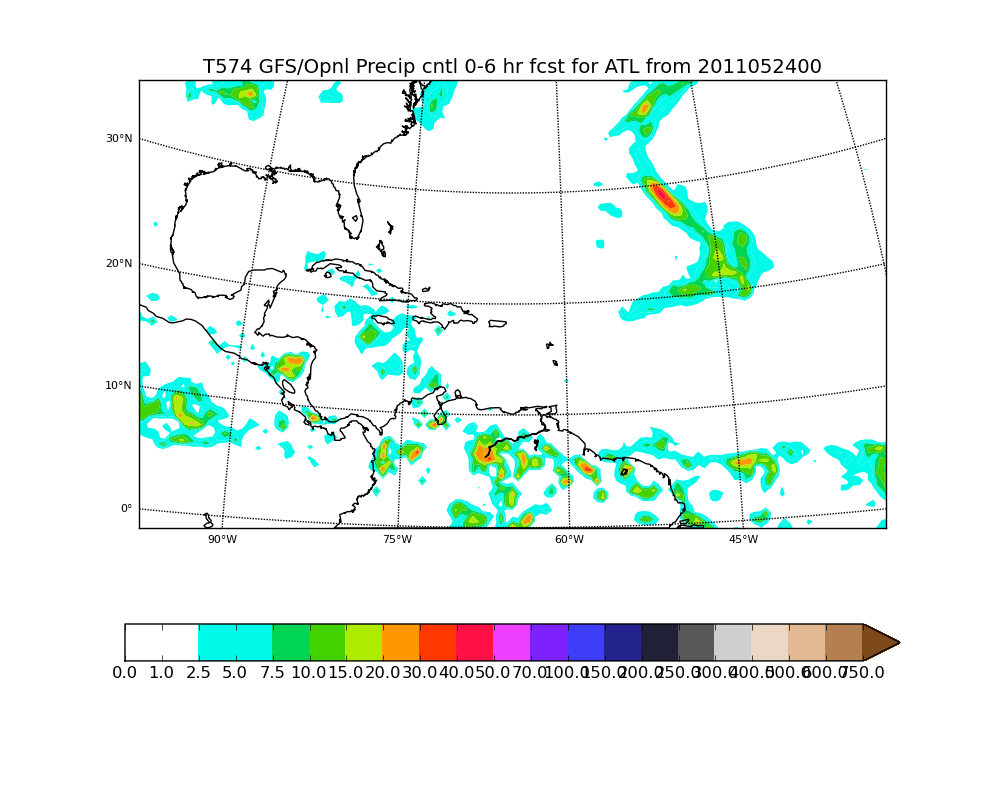 T574 GFS/Opnl Precip cntl 0-6 hr fcst for ATL from 2011052400
30°N
20°N
10°N
0°
90°W 75°W 60°W 45°W
0.0 1.0 2.5 5.0 7.5 10.0 15.0 20.0 30.0 40.0 50.0 70.0 100.0 150.0 200.0 250.0 300.0 400.0 500.0 600.0 750.0